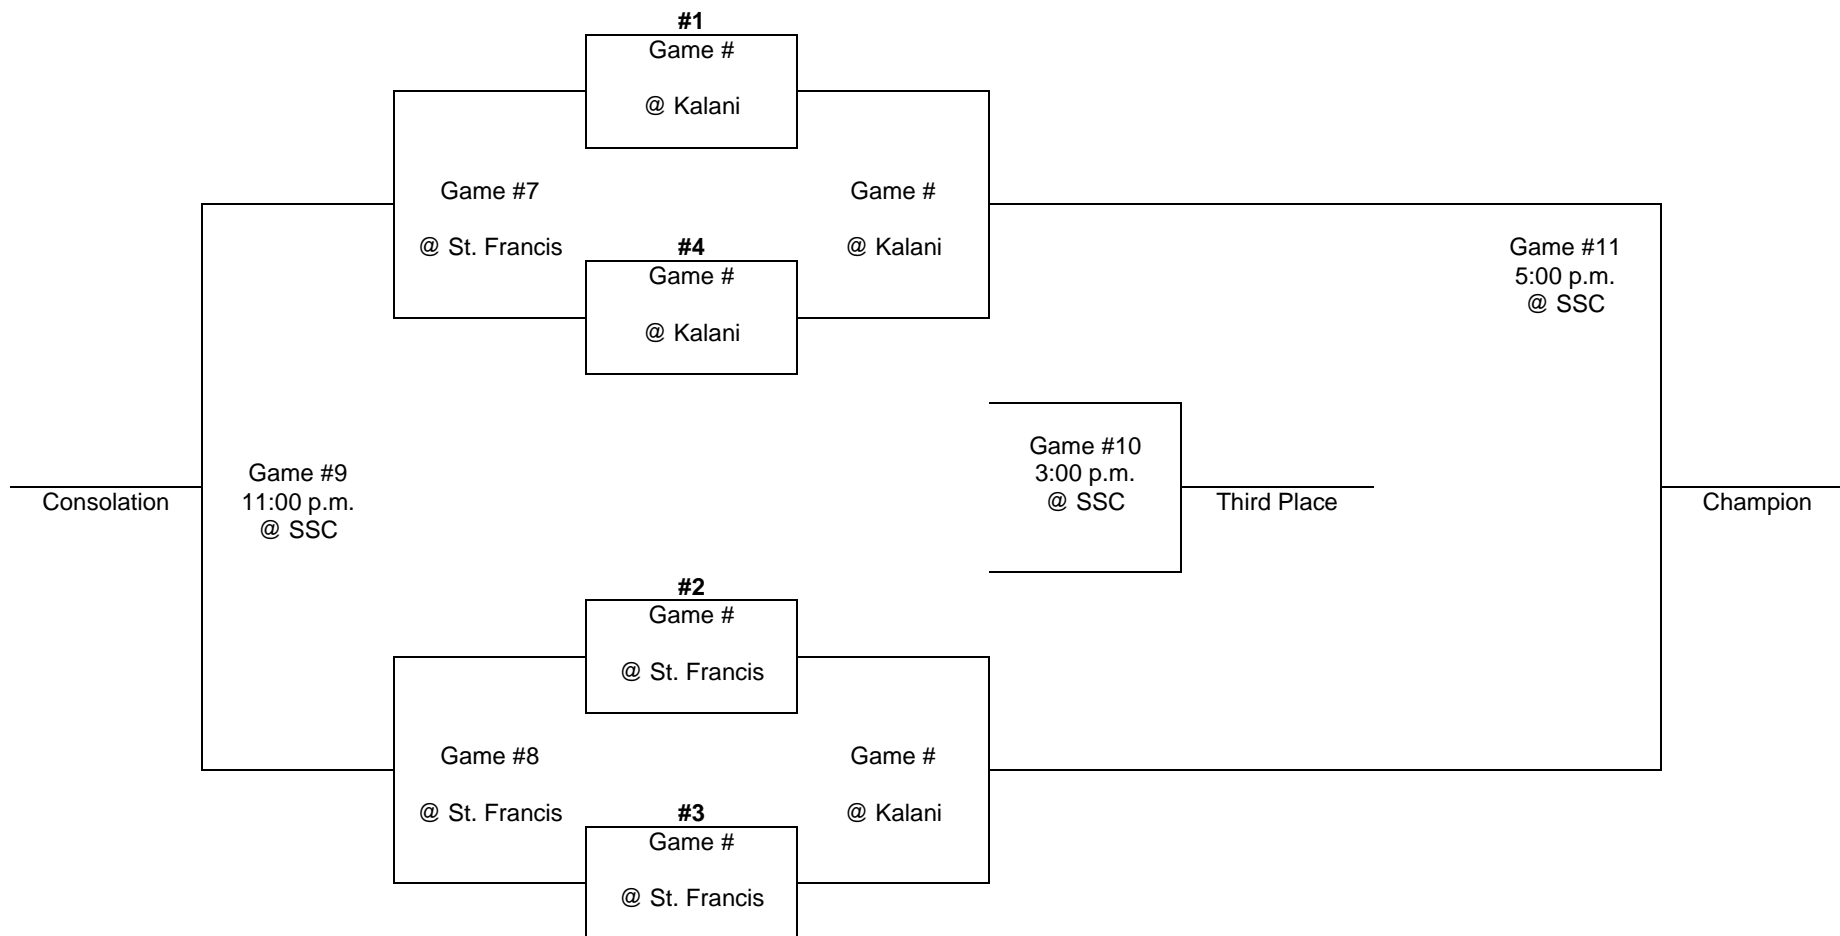 #1
Game #
@ Kalani
Game #7
Game #
@ St. Francis
#4
@ Kalani
Game #
@ Kalani
Game #11
5:00 p.m.
@ SSC
Game #10
3:00 p.m.
@ SSC
Third Place
Game #9
11:00 p.m.
@ SSC
Consolation
Champion
#2
Game #
@ St. Francis
Game #8
Game #
@ St. Francis
#3
@ Kalani
Game #
@ St. Francis